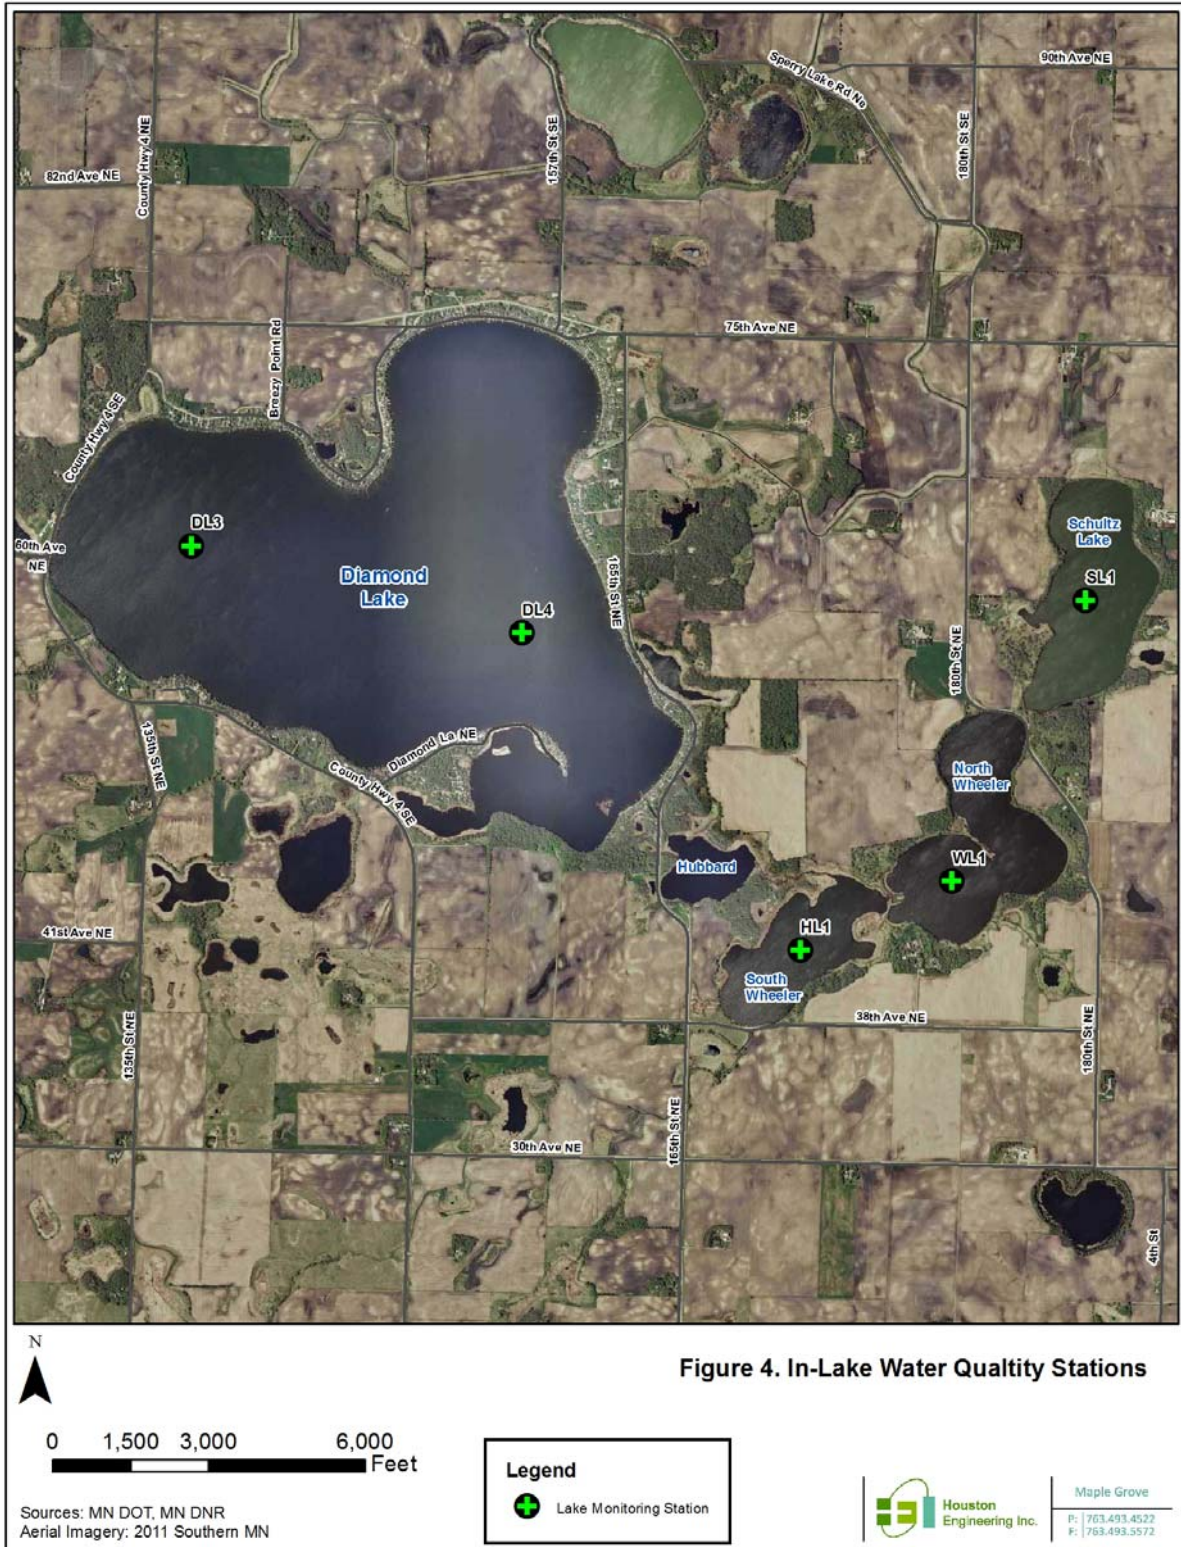 90th Ave NE
Sperry Lake Rd Ne
County Hwy 4 NE
157th St SE
180th St SE
82nd Ave NE
75th Ave NE
Breezy Point Rd
County Hwy 4 SE
Schultz
Lake
DL3
60th Ave
NE
Diamond
Lake
165th St NE
SL1
DL4
180th St NE
135th St NE
Diamond La NE
County Hwy 4 SE
North
Wheeler
Hubbard
WL1
41st Ave NE
HL1
South
Wheeler
38th Ave NE
135th St NE
180th St NE
165th St NE
30th Ave NE
4th St
N
Figure 4. In-Lake Water Qualtity Stations
0 1,500 3,000 6,000
Feet
Legend
Lake Monitoring Station
Sources: MN DOT, MN DNR
Aerial Imagery: 2011 Southern MN
Houston
Engineering Inc.
Maple Grove
P: 763.493.4522
F: 763.493.5572